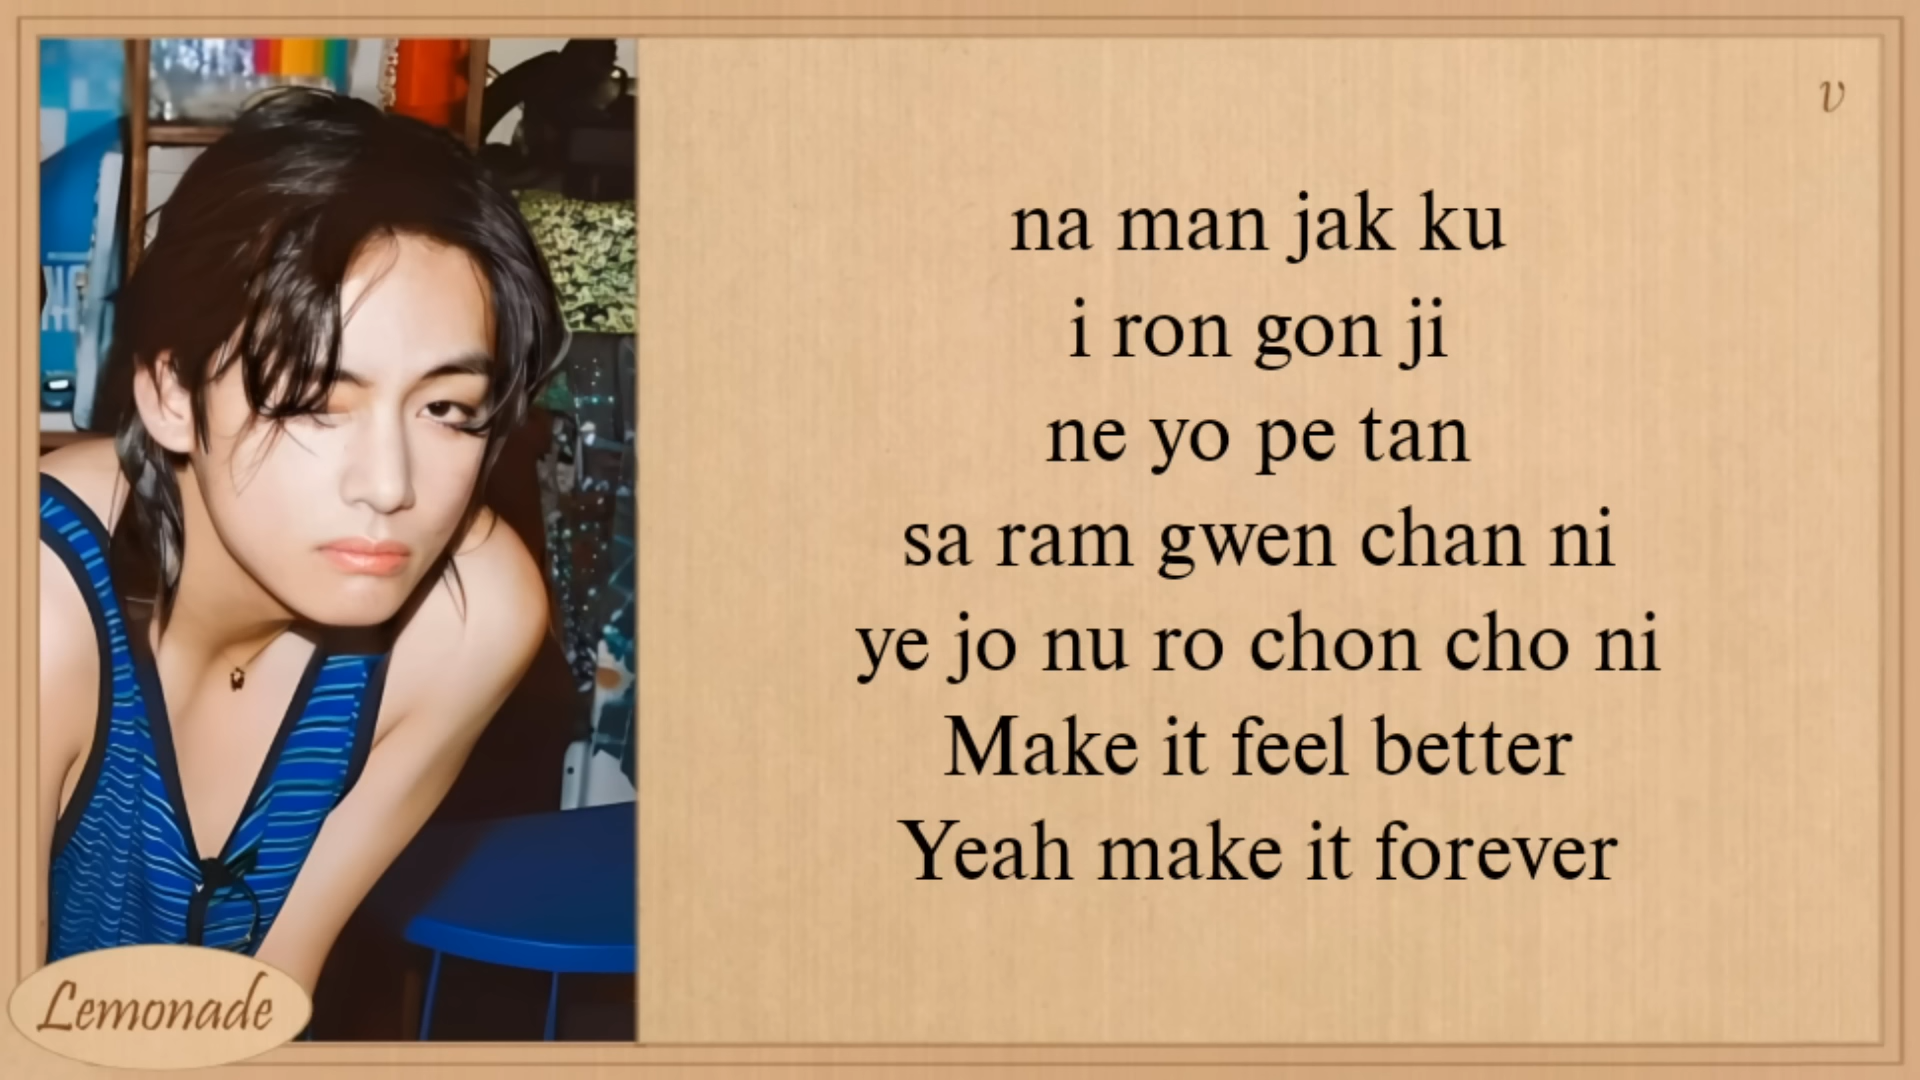 v
na man jak ku
i ron gon ji
ne yo pe tan
sa ram gwen chan ni
ye jo nu ro chon cho ni
Make it feel better
Yeah make it forever
Lemonade